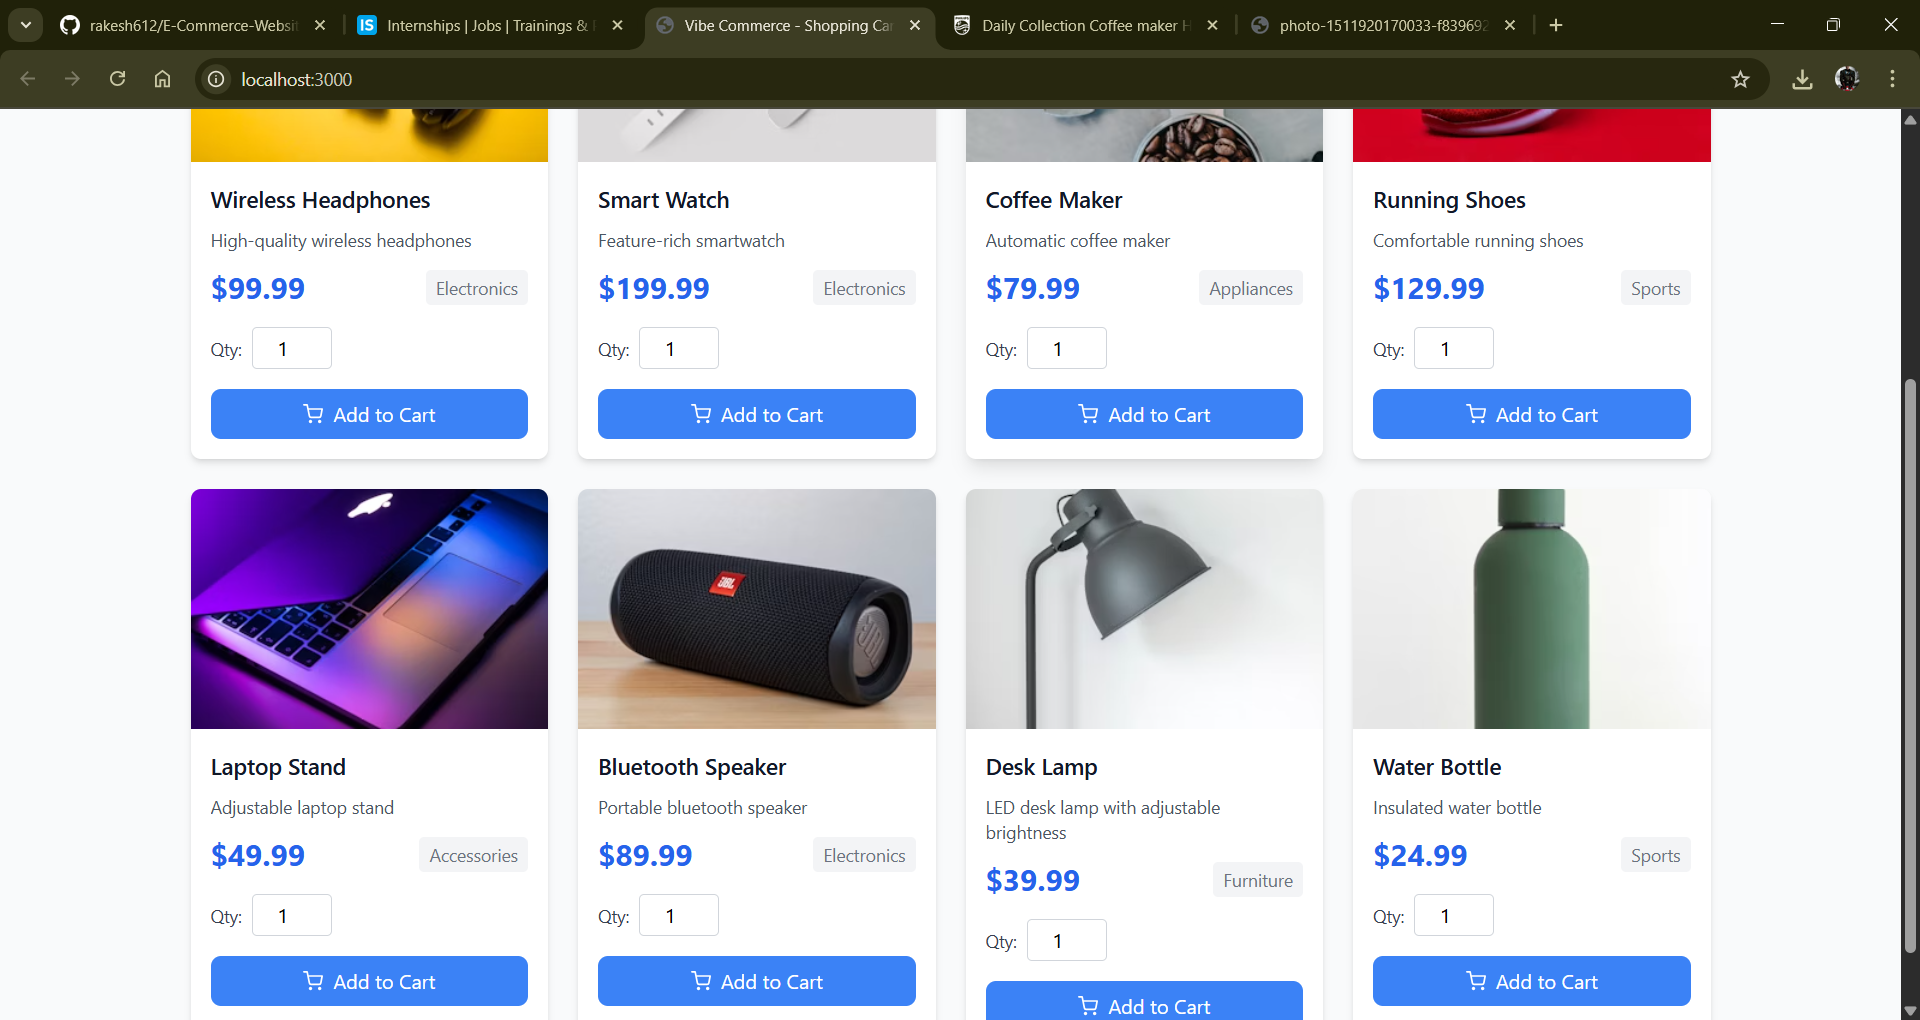 rakesh612/E-Commerce-Websit
IS Internships | Jobs | Trainings &
Vibe Commerce - Shopping Car
Daily Collection Coffee maker H
photo-1511920170033-f839692
localhost:3000
Wireless Headphones
High-quality wireless headphones
$99.99 Electronics
Qty: 1
Add to Cart
Smart Watch
Feature-rich smartwatch
$199.99 Electronics
Qty: 1
Add to Cart
Coffee Maker
Automatic coffee maker
$79.99 Appliances
Qty: 1
Add to Cart
Running Shoes
Comfortable running shoes
$129.99 Sports
Qty: 1
Add to Cart
Laptop Stand
Adjustable laptop stand
$49.99 Accessories
Qty: 1
Add to Cart
JBL
JBL
Bluetooth Speaker
Portable bluetooth speaker
$89.99 Electronics
Qty: 1
Add to Cart
Desk Lamp
LED desk lamp with adjustable
brightness
$39.99 Furniture
Qty: 1
Add to Cart
Water Bottle
Insulated water bottle
$24.99 Sports
Qty: 1
Add to Cart